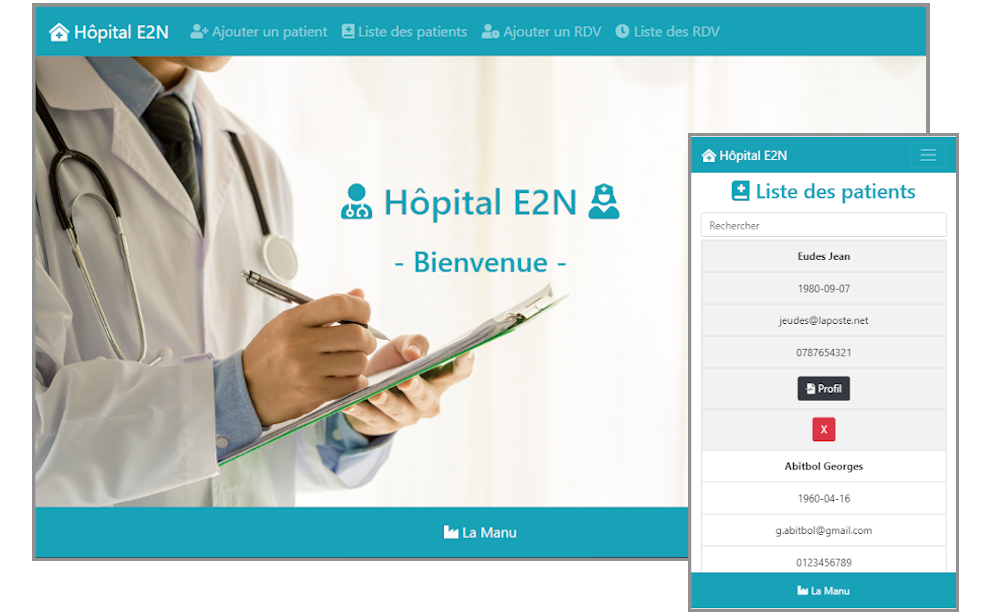 Hôpital E2N Ajouter un patient Liste des patients Ajouter un RDV Liste des RDV
Hôpital E2N
- Bienvenue -
La Manu
Hôpital E2N
Liste des patients
Rechercher
Eudes Jean
1980-09-07
jeudes@laposte.net
0787654321
Profil
X
Abitbol Georges
1960-04-16
g.abitbol@gmail.com
0123456789
La Manu